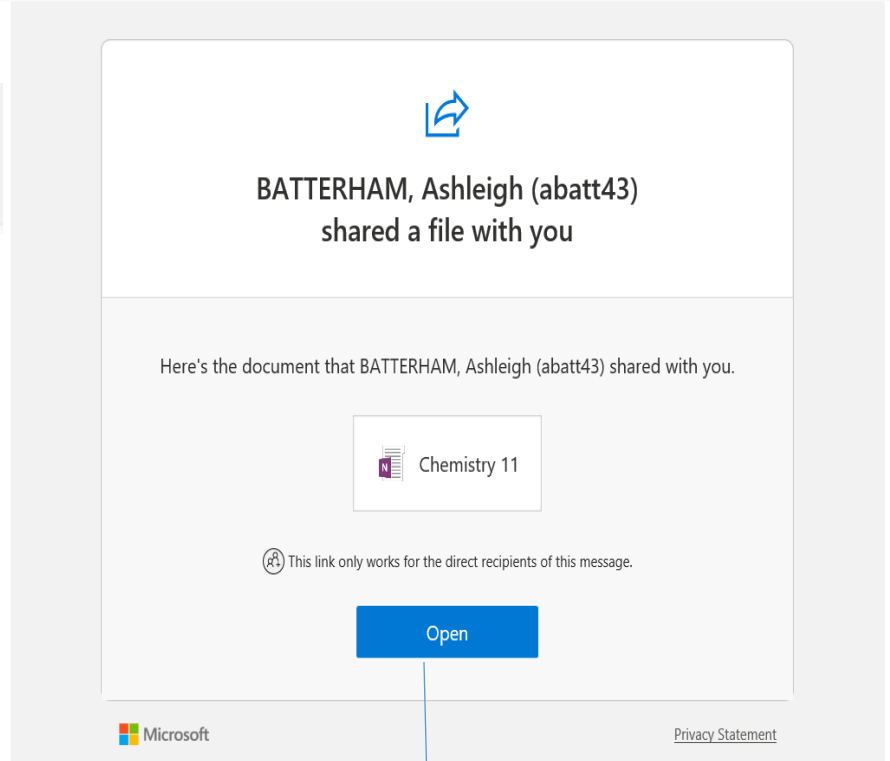 BATTERHAM, Ashleigh (abatt43)
shared a file with you
Here's the document that BATTERHAM, Ashleigh (abatt43) shared with you.
N
Chemistry 11
This link only works for the direct recipients of this message.
Open
Microsoft
Privacy Statement